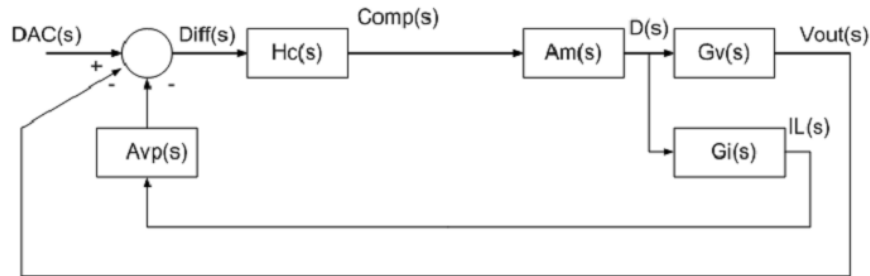 DAC(s)
+
-
-
Diff(s)
Hc(s)
Comp(s)
Am(s)
D(s)
Gv(s)
Vout(s)
Avp(s)
Gi(s)
IL(s)